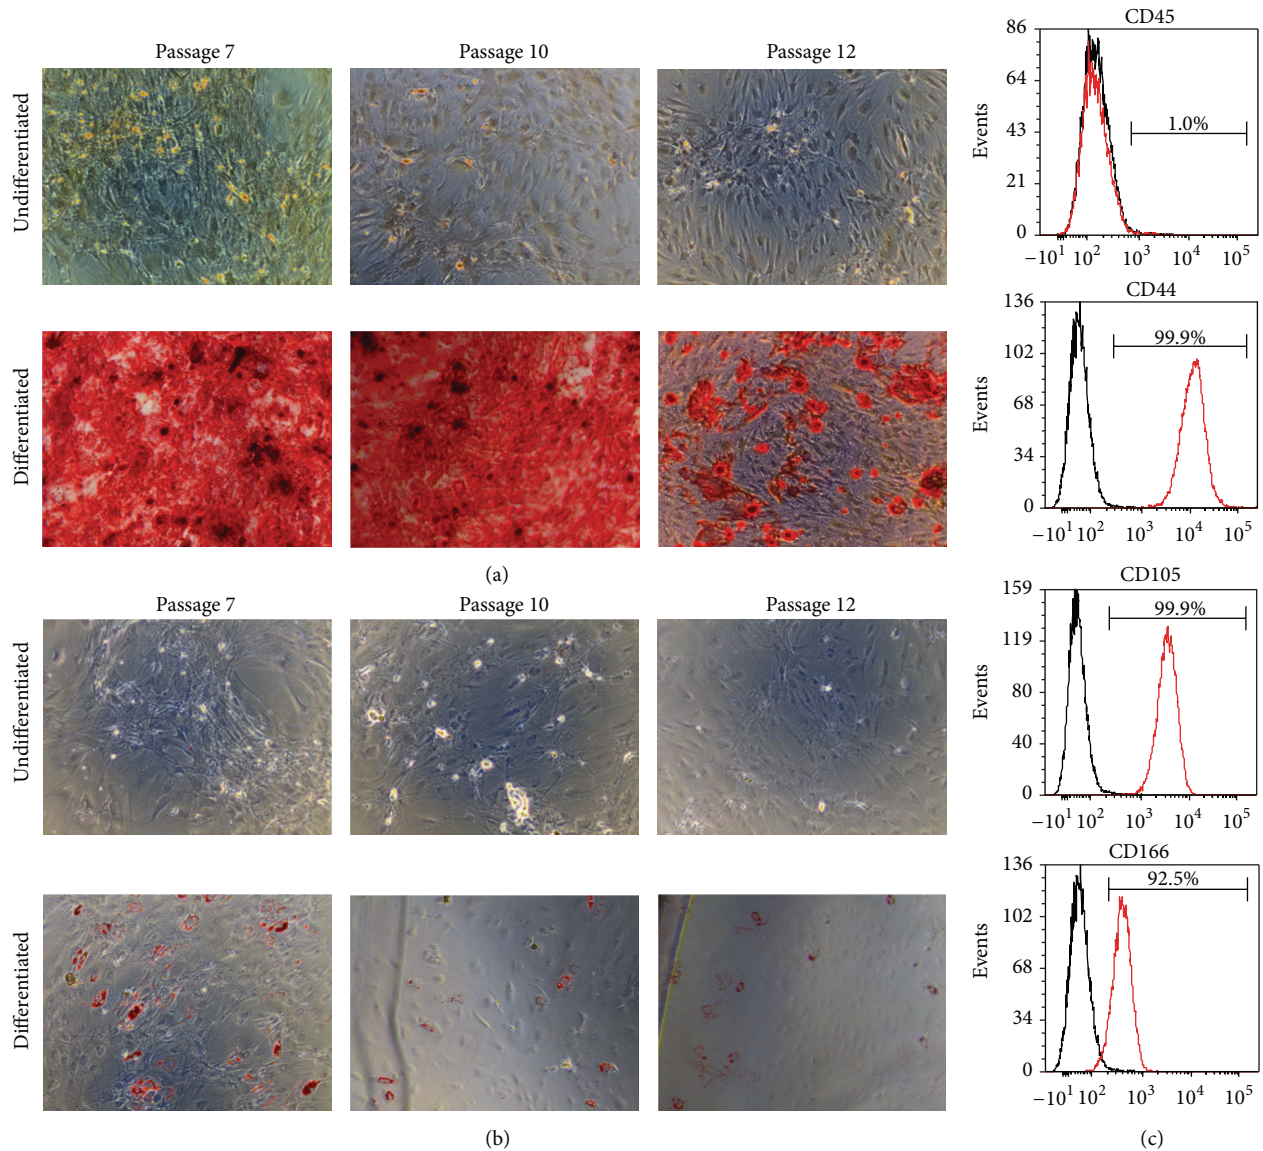 Passage 7 Passage 10 Passage 12
Undifferentiated
Differentiated
(a)
Passage 7 Passage 10 Passage 12
Undifferentiated
Differentiated
(b)
CD45
Events
86
64
43
21
0
1.0%
−10¹ 10² 10³ 10⁴ 10⁵
CD44
Events
136
102
68
34
0
99.9%
−10¹ 10² 10³ 10⁴ 10⁵
CD105
Events
159
119
80
40
0
99.9%
−10¹ 10² 10³ 10⁴ 10⁵
CD166
Events
136
102
68
34
0
92.5%
−10¹ 10² 10³ 10⁴ 10⁵
(c)